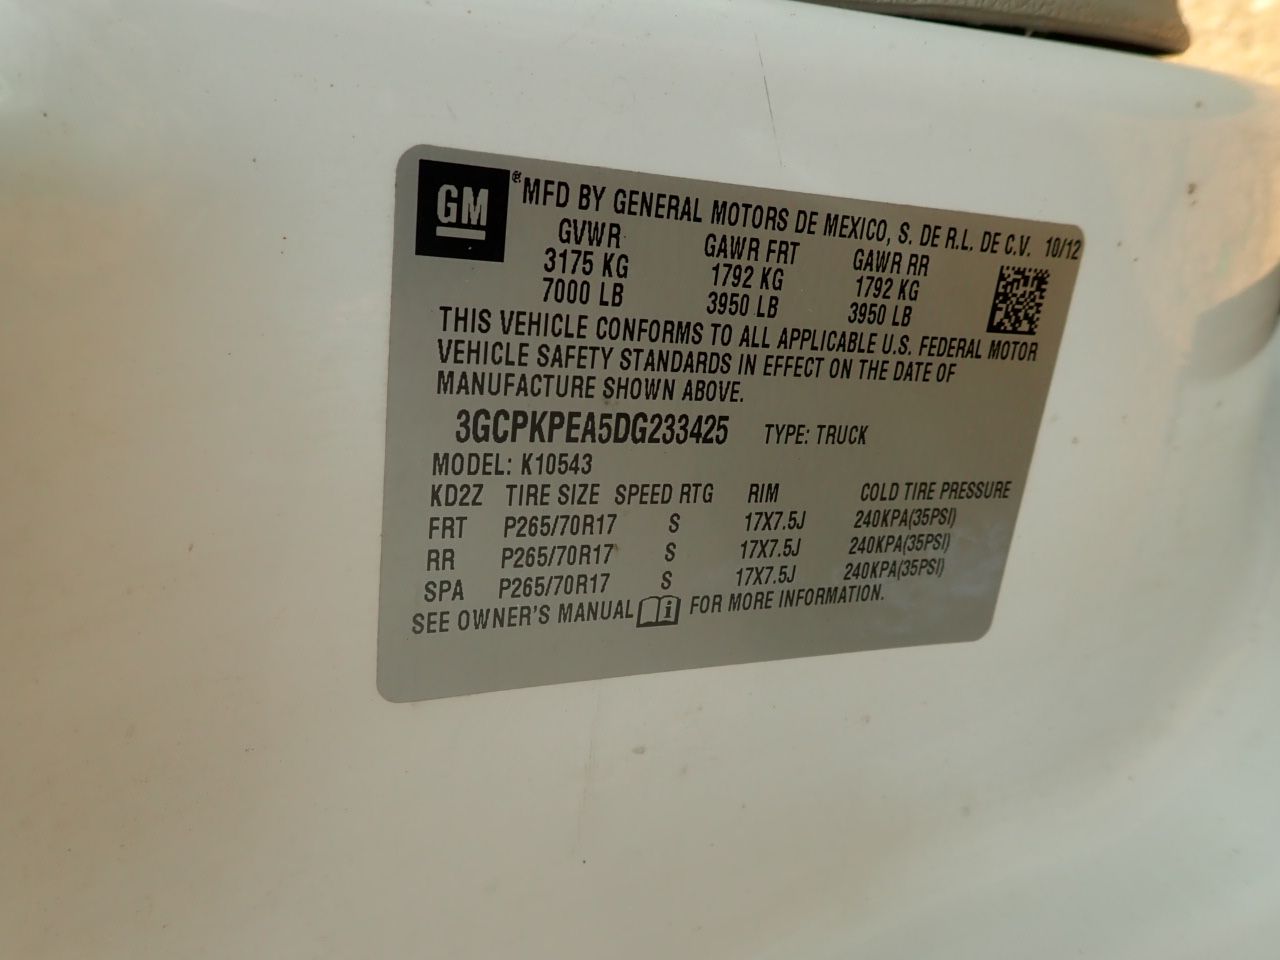 GM
® MFD BY GENERAL MOTORS DE MEXICO, S. DE R.L. DE C.V. 10/12
GVWR GAWR FRT GAWR RR
3175 KG 1792 KG 1792 KG
7000 LB 3950 LB 3950 LB
THIS VEHICLE CONFORMS TO ALL APPLICABLE U.S. FEDERAL MOTOR
VEHICLE SAFETY STANDARDS IN EFFECT ON THE DATE OF
MANUFACTURE SHOWN ABOVE.
3GCPKPEA5DG233425 TYPE: TRUCK
MODEL: K10543
KD2Z TIRE SIZE SPEED RTG RIM COLD TIRE PRESSURE
FRT P265/70R17 S 17X7.5J 240KPA(35PSI)
RR P265/70R17 S 17X7.5J 240KPA(35PSI)
SPA P265/70R17 S 17X7.5J 240KPA(35PSI)
SEE OWNER'S MANUAL FOR MORE INFORMATION.